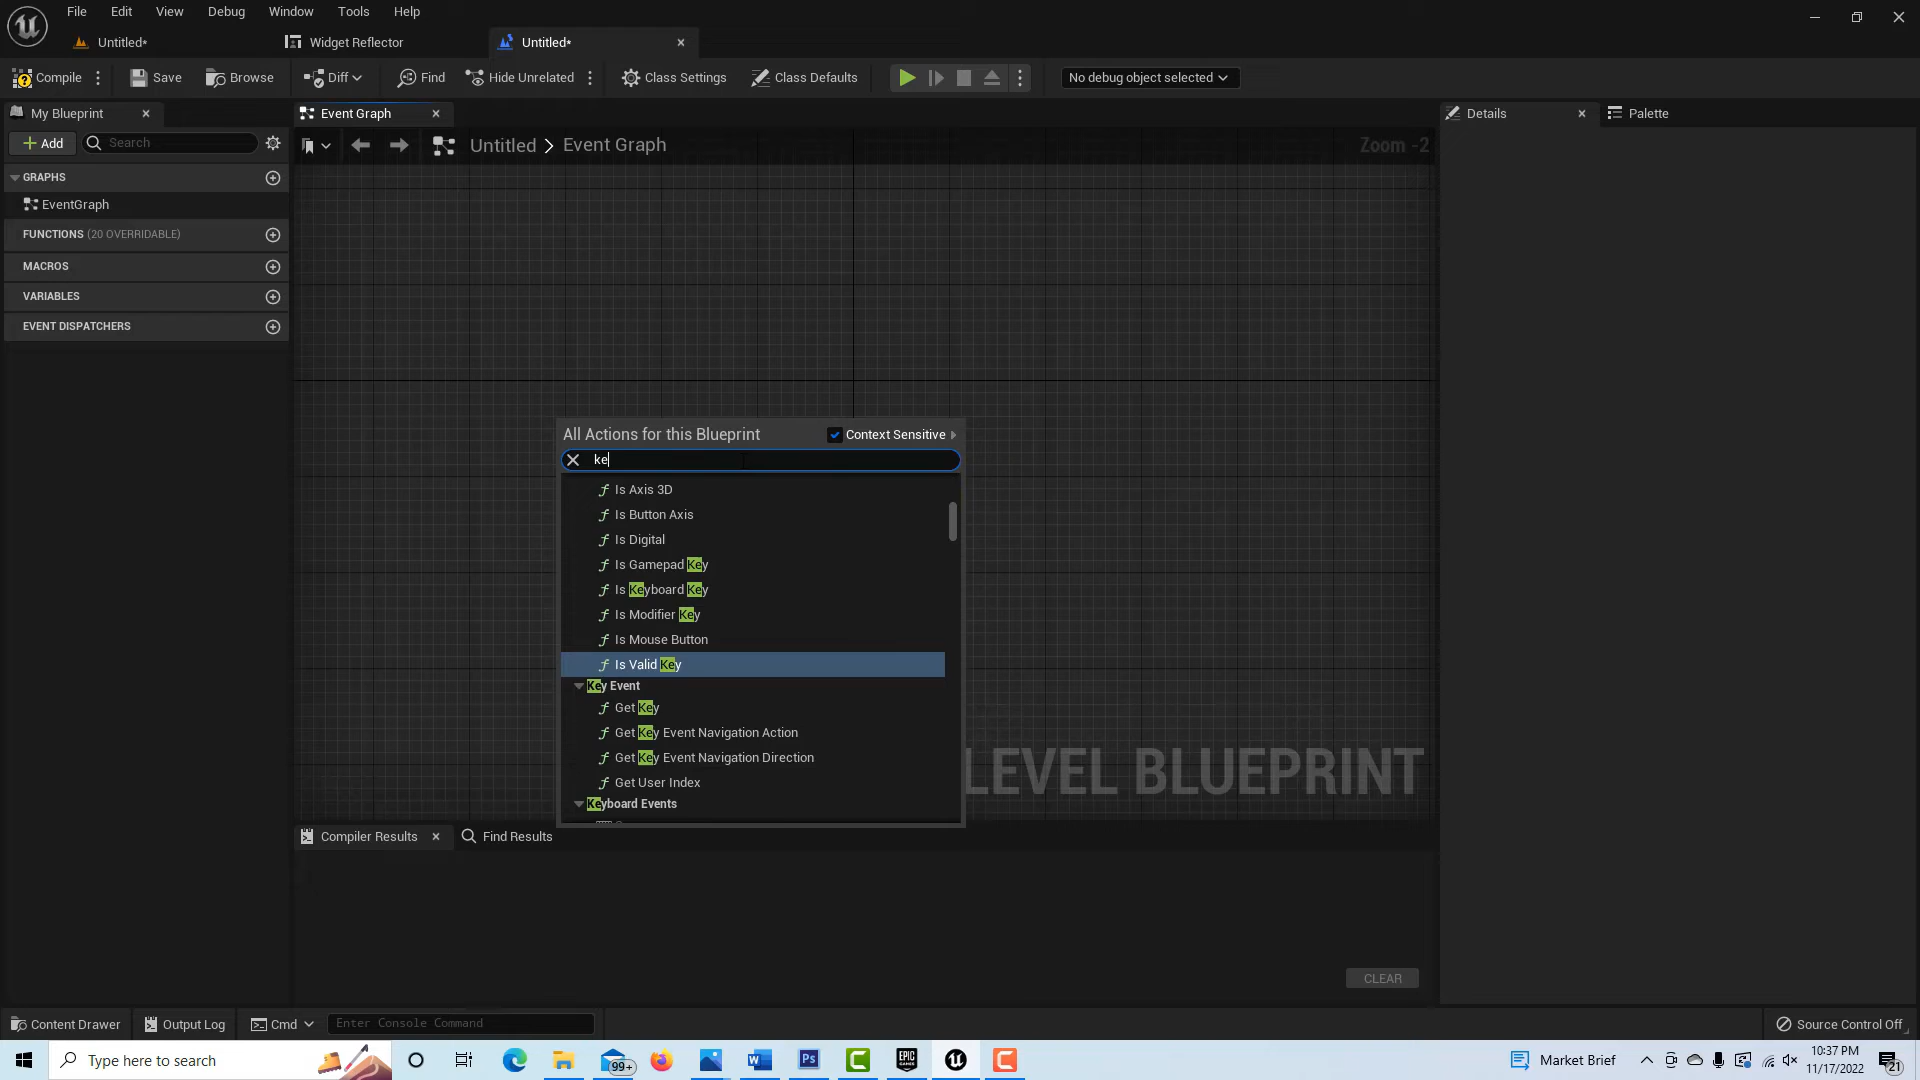 File Edit View Debug Window Tools Help
Untitled* Widget Reflector Untitled*
Compile Save Browse Diff Find Hide Unrelated Class Settings Class Defaults No debug object selected
My Blueprint Event Graph Details Palette
Add Search Untitled > Event Graph Zoom -2
GRAPHS
EventGraph
FUNCTIONS (20 OVERRIDABLE)
MACROS
VARIABLES
EVENT DISPATCHERS
All Actions for this Blueprint Context Sensitive
ke
Is Axis 3D
Is Button Axis
Is Digital
Is Gamepad Key
Is Keyboard Key
Is Modifier Key
Is Mouse Button
Is Valid Key
Key Event
Get Key
Get Key Event Navigation Action
Get Key Event Navigation Direction
Get User Index
Keyboard Events
LEVEL BLUEPRINT
Compiler Results Find Results
CLEAR
Content Drawer Output Log Cmd Enter Console Command Source Control Off
Type here to search 99+ Ps EPIC GAMES Market Brief 10:37 PM
11/17/2022 21